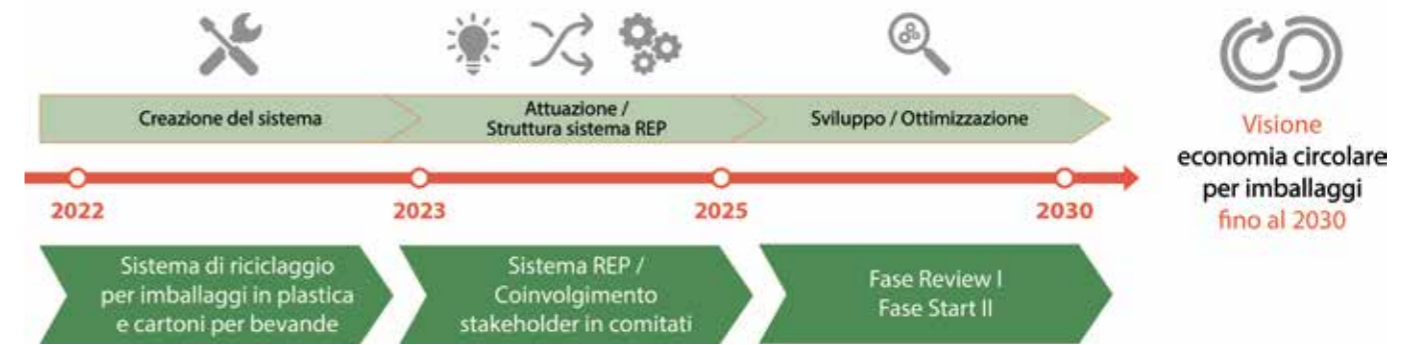 Creazione del sistema
Attuazione /
Struttura sistema REP
Sviluppo / Ottimizzazione
2022
2023
2025
2030
Sistema di riciclaggio
per imballaggi in plastica
e cartoni per bevande
Sistema REP /
Coinvolgimento
stakeholder in comitati
Fase Review I
Fase Start II
Visione
economia circolare
per imballaggi
fino al 2030